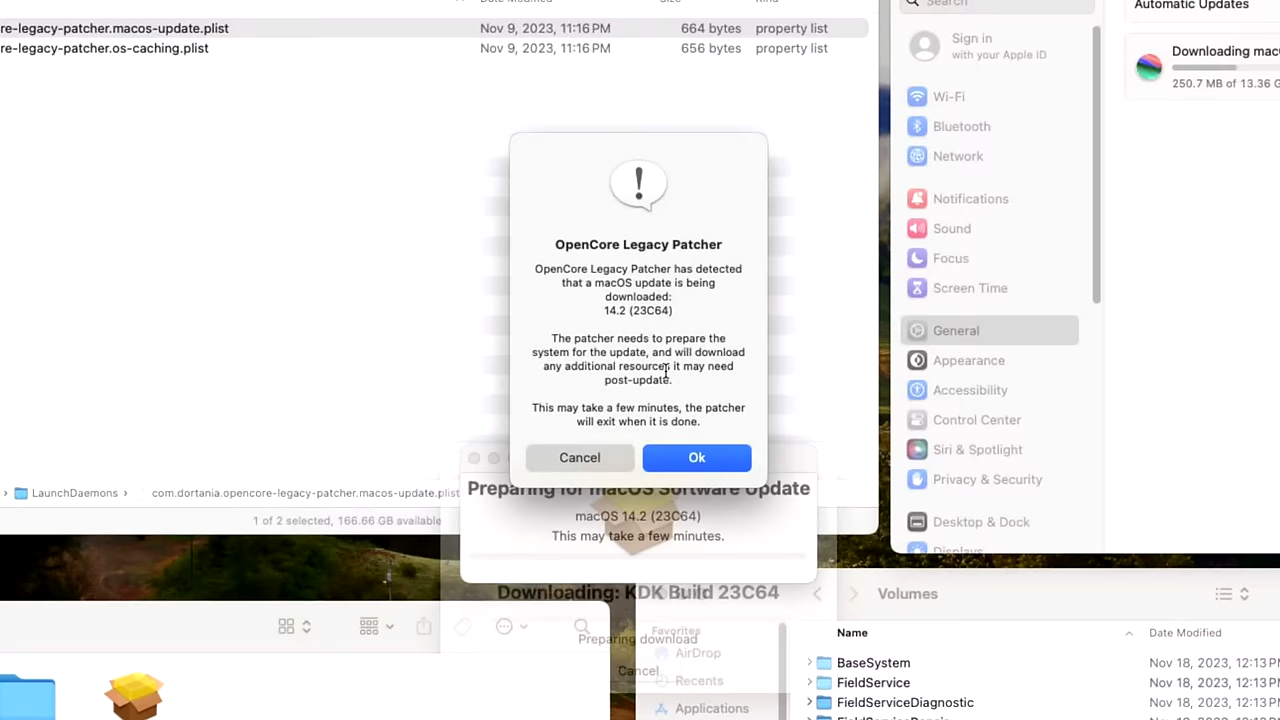 Search
Automatic Updates
re-legacy-patcher.macos-update.plist
Nov 9, 2023, 11:16 PM
664 bytes
property list
re-legacy-patcher.os-caching.plist
Nov 9, 2023, 11:16 PM
656 bytes
property list
Sign in
with your Apple ID
Downloading mac
250.7 MB of 13.36 G
Wi-Fi
Bluetooth
Network
Notifications
Sound
Focus
Screen Time
General
Appearance
Accessibility
Control Center
Siri & Spotlight
Privacy & Security
Desktop & Dock
Displays
OpenCore Legacy Patcher
OpenCore Legacy Patcher has detected
that a macOS update is being
downloaded:
14.2 (23C64)
The patcher needs to prepare the
system for the update, and will download
any additional resources it may need
post-update.
This may take a few minutes, the patcher
will exit when it is done.
Cancel
Ok
LaunchDaemons
com.dortania.opencore-legacy-patcher.macos-update.plist
1 of 2 selected, 166.66 GB available
Preparing for macOS Software Update
macOS 14.2 (23C64)
This may take a few minutes.
Downloading: KDK Build 23C64
Preparing download
Cancel
Favorites
AirDrop
Recents
Applications
Volumes
Name
Date Modified
BaseSystem
Nov 18, 2023, 12:13 P
FieldService
Nov 18, 2023, 12:13 P
FieldServiceDiagnostic
Nov 18, 2023, 12:13 P